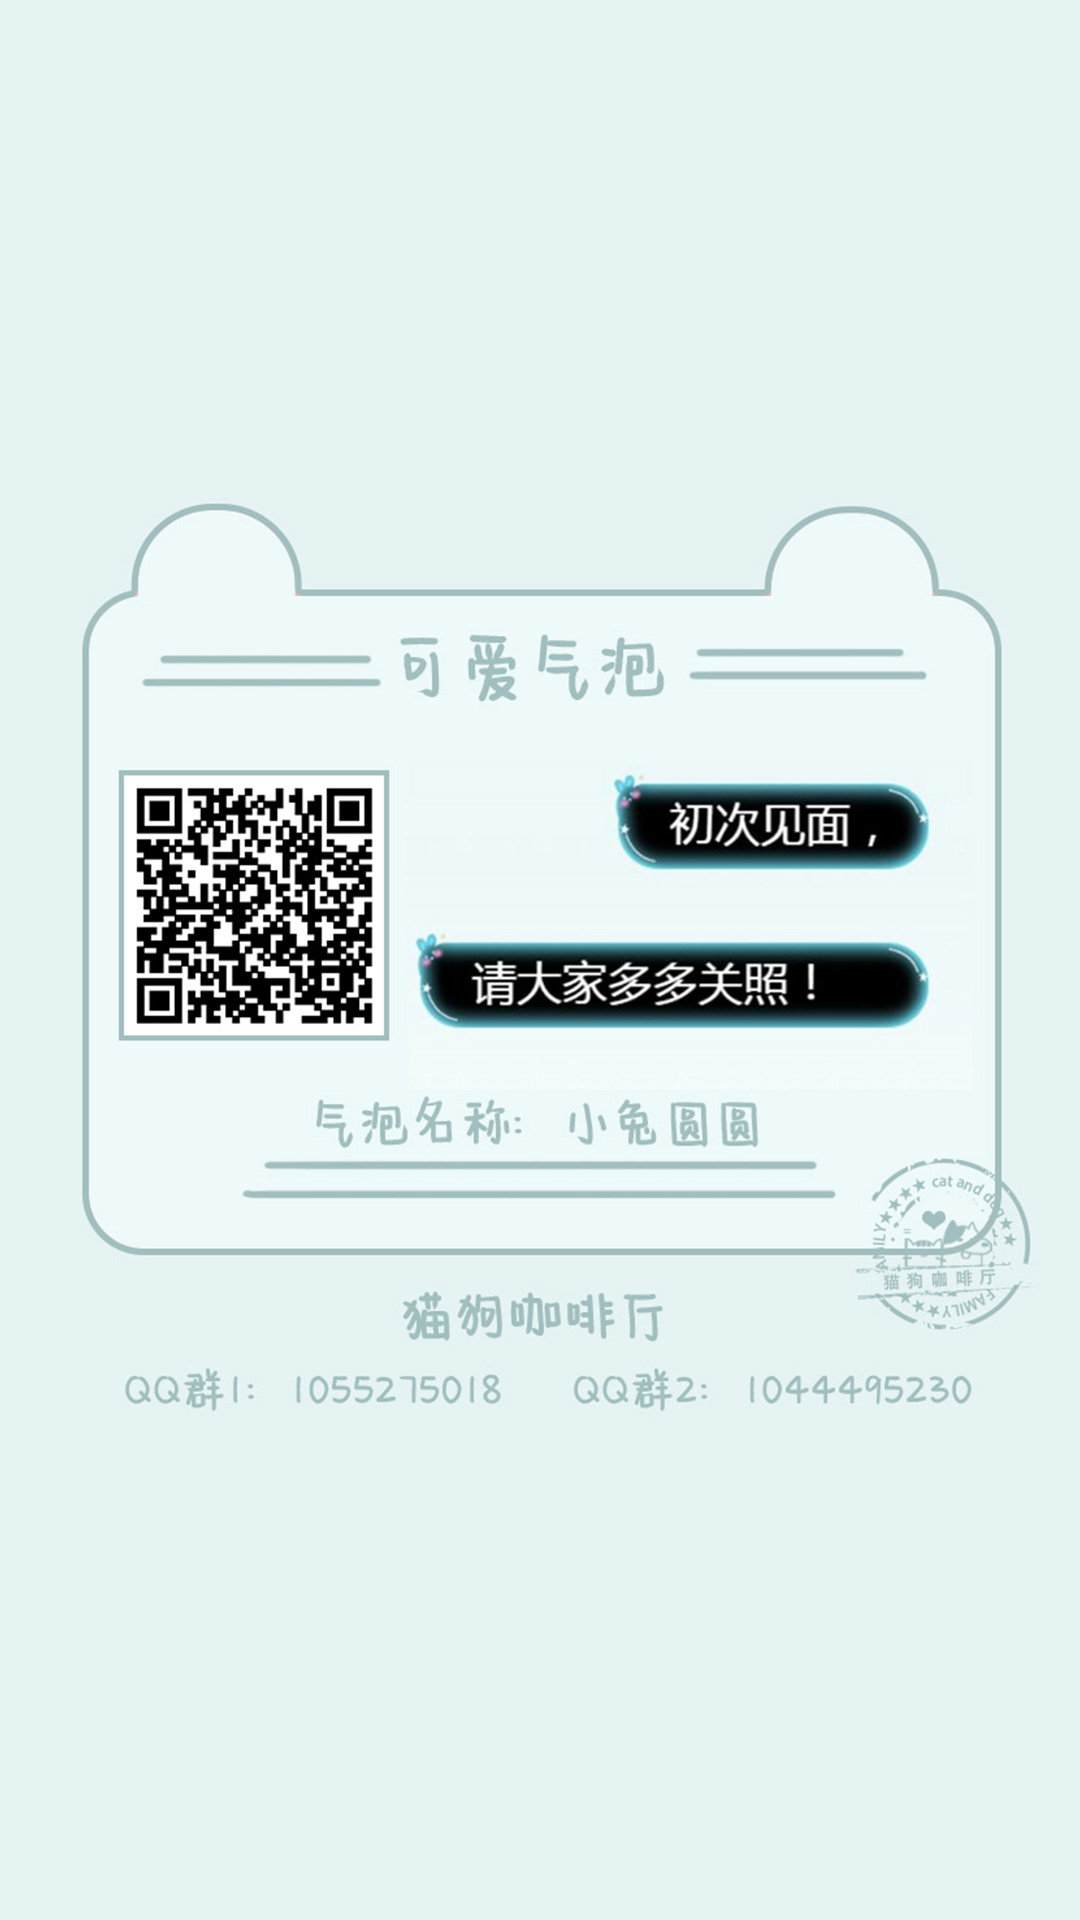 可爱气泡
初次见面，
请大家多多关照！
气泡名称: 小兔圆圆
cat and dog
FAMILY
猫狗咖啡厅
FAMILY
猫狗咖啡厅
QQ群1: 1055275018 QQ群2: 1044495230